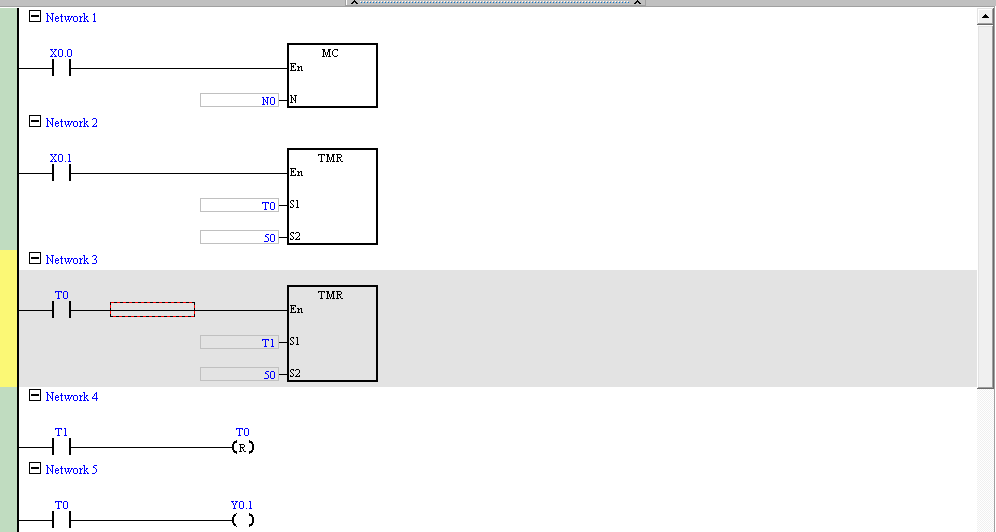 Network 1
X0.0
MC
En
N0 N
Network 2
X0.1
TMR
En
T0 S1
50 S2
Network 3
T0
TMR
En
T1 S1
50 S2
Network 4
T1 T0
R
Network 5
T0 Y0.1